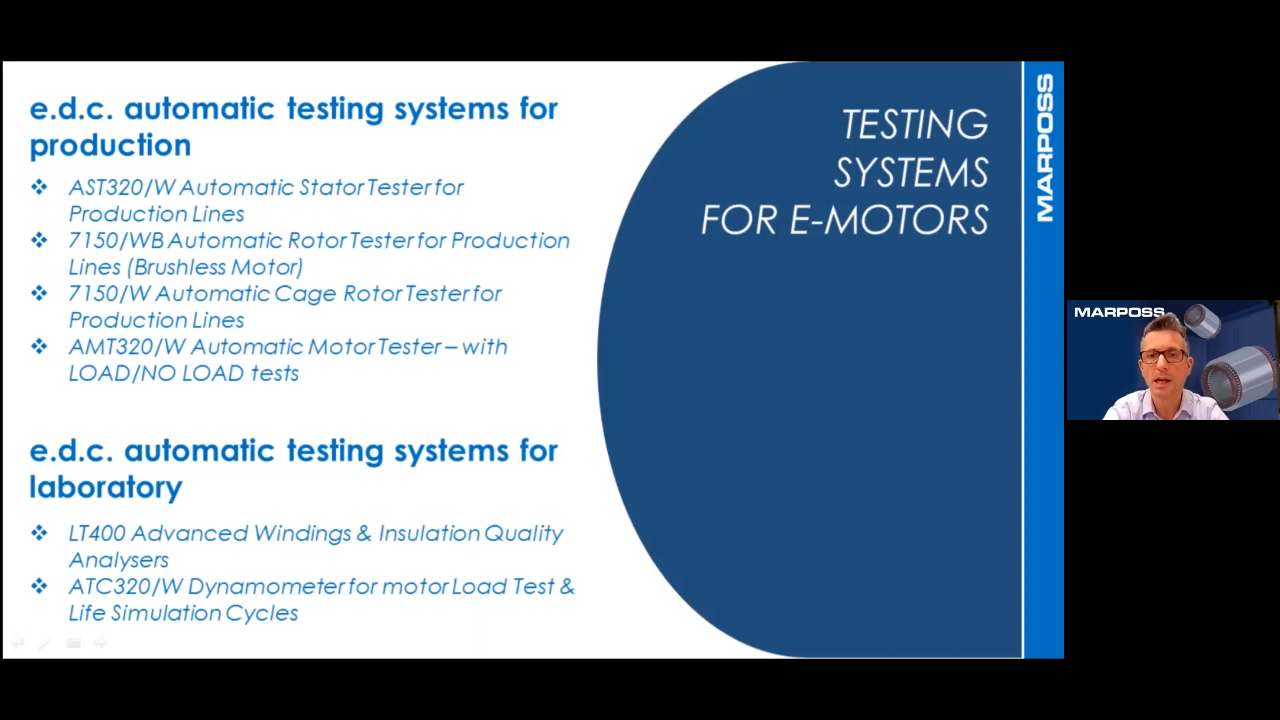 e.d.c. automatic testing systems for
production
AST320/W Automatic Stator Tester for
Production Lines
7150/WB Automatic Rotor Tester for Production
Lines (Brushless Motor)
7150/W Automatic Cage Rotor Tester for
Production Lines
AMT320/W Automatic Motor Tester – with
LOAD/NO LOAD tests
e.d.c. automatic testing systems for
laboratory
LT400 Advanced Windings & Insulation Quality
Analysers
ATC320/W Dynamometer for motor Load Test &
Life Simulation Cycles
TESTING
SYSTEMS
FOR E-MOTORS
MARPOSS
MARPOSS